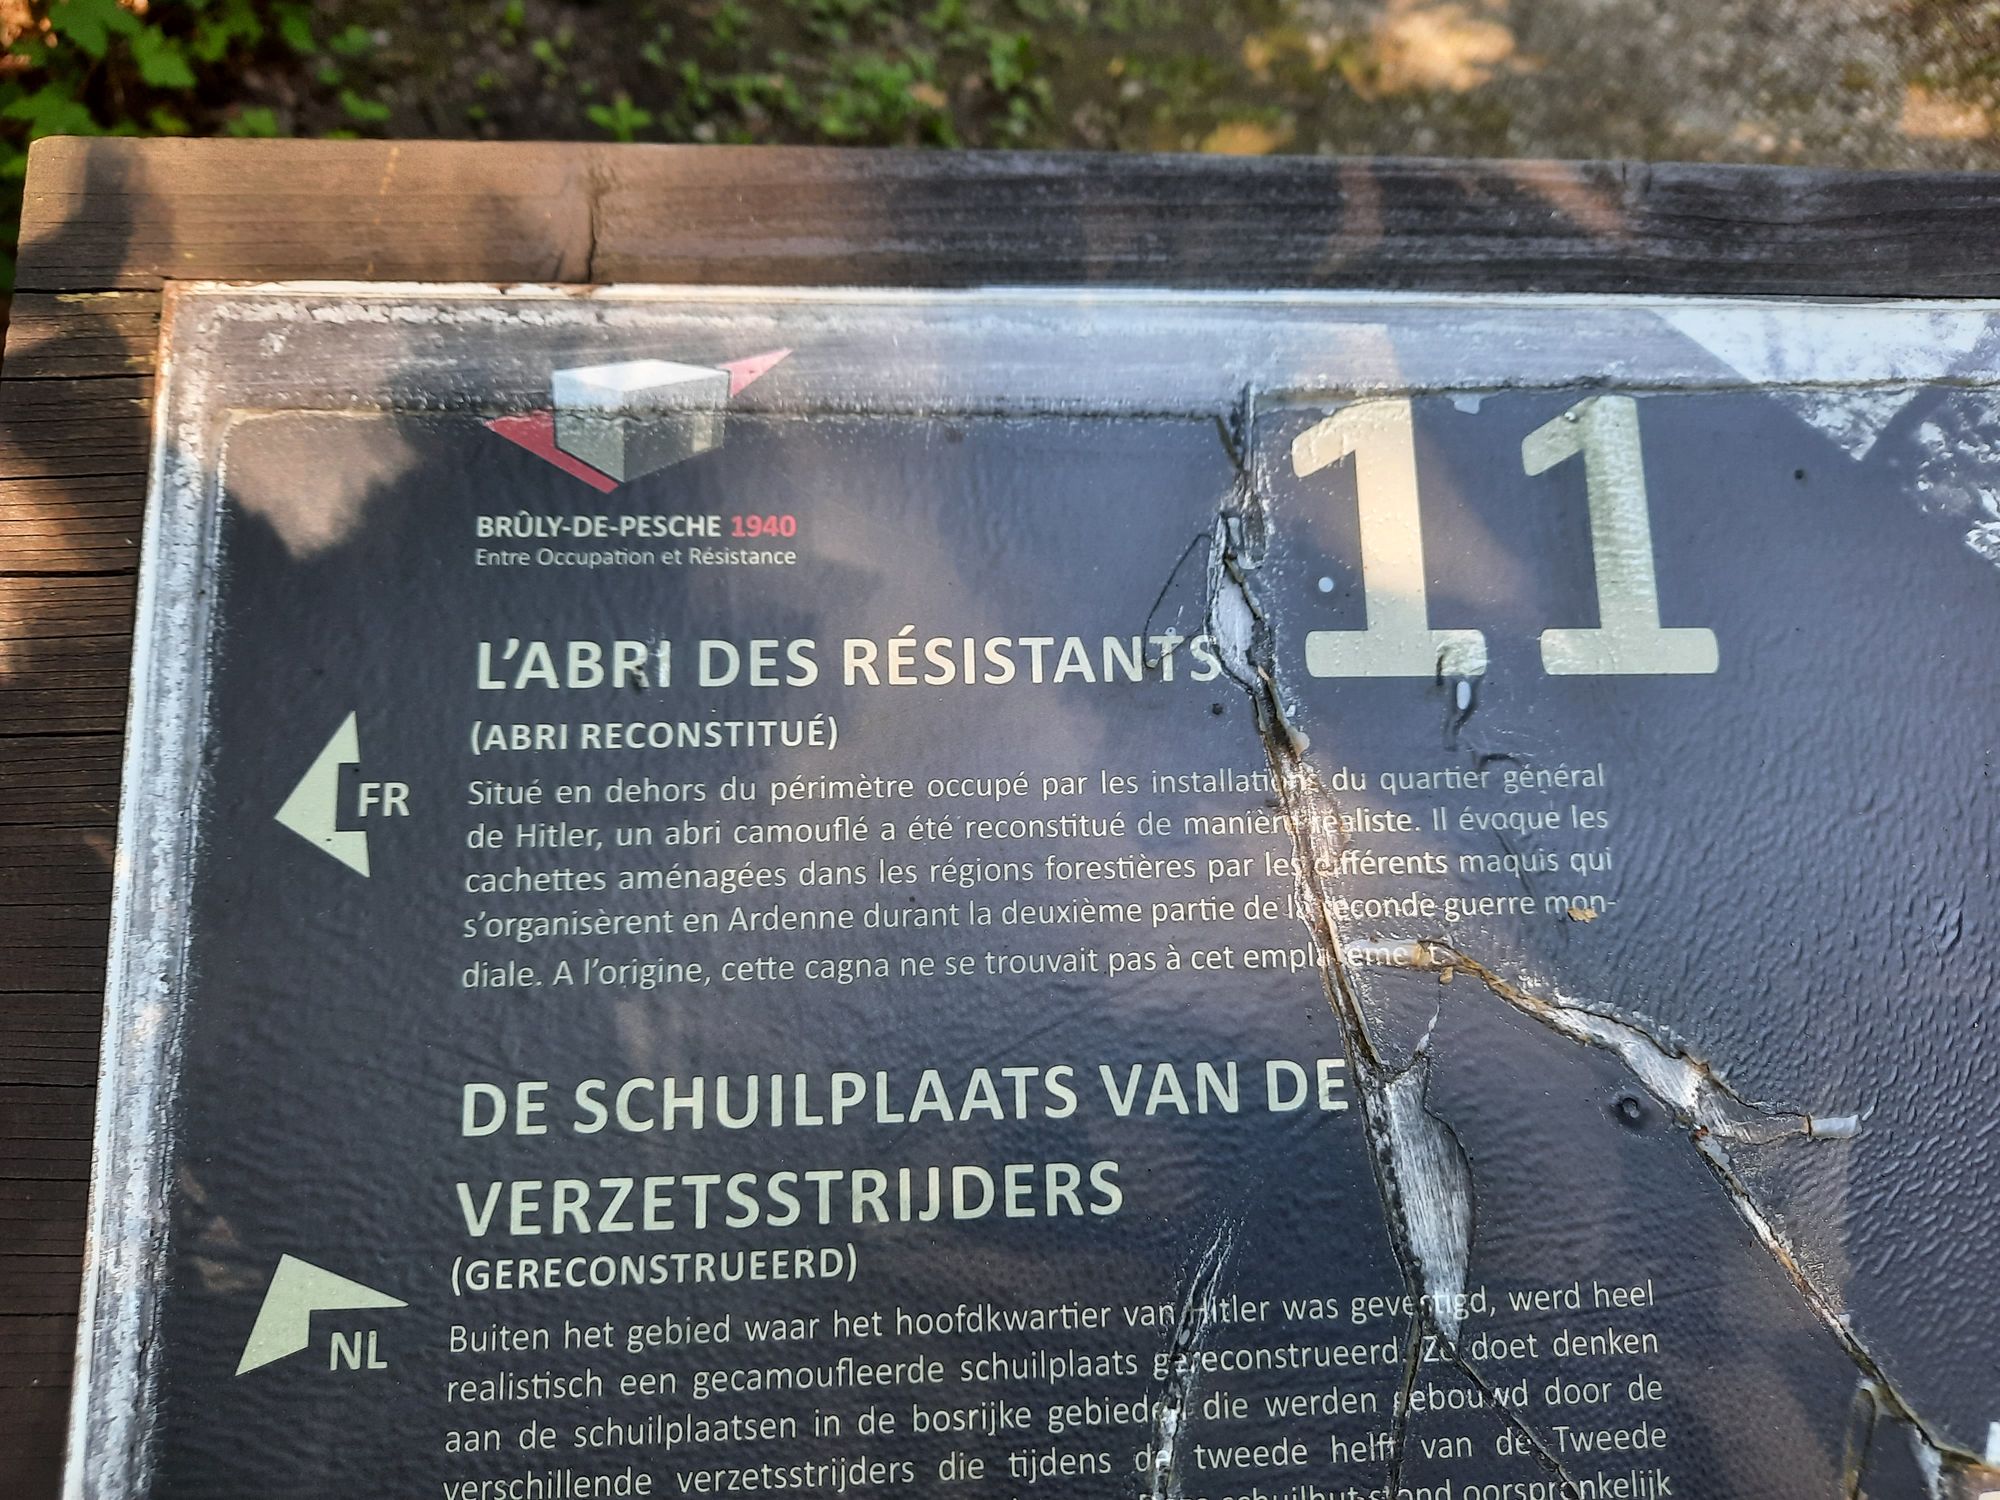 BRÛLY-DE-PESCHE 1940
Entre Occupation et Résistance
11
L'ABRI DES RÉSISTANTS
(ABRI RECONSTITUÉ)
FR
Situé en dehors du périmètre occupé par les installations du quartier général
de Hitler, un abri camouflé a été reconstitué de manière réaliste. Il évoque les
cachettes aménagées dans les régions forestières par les différents maquis qui
s'organisèrent en Ardenne durant la deuxième partie de la seconde guerre mon-
diale. A l'origine, cette cagna ne se trouvait pas à cet emplacement.
DE SCHUILPLAATS VAN DE
VERZETSSTRIJDERS
(GERECONSTRUEERD)
NL
Buiten het gebied waar het hoofdkwartier van Hitler was gevestigd, werd heel
realistisch een gecamoufleerde schuilplaats gereconstrueerd. Ze doet denken
aan de schuilplaatsen in de bosrijke gebieden die werden gebouwd door de
verschillende verzetsstrijders die tijdens de tweede helft van de Tweede
schuilhut stond oorspronkelijk